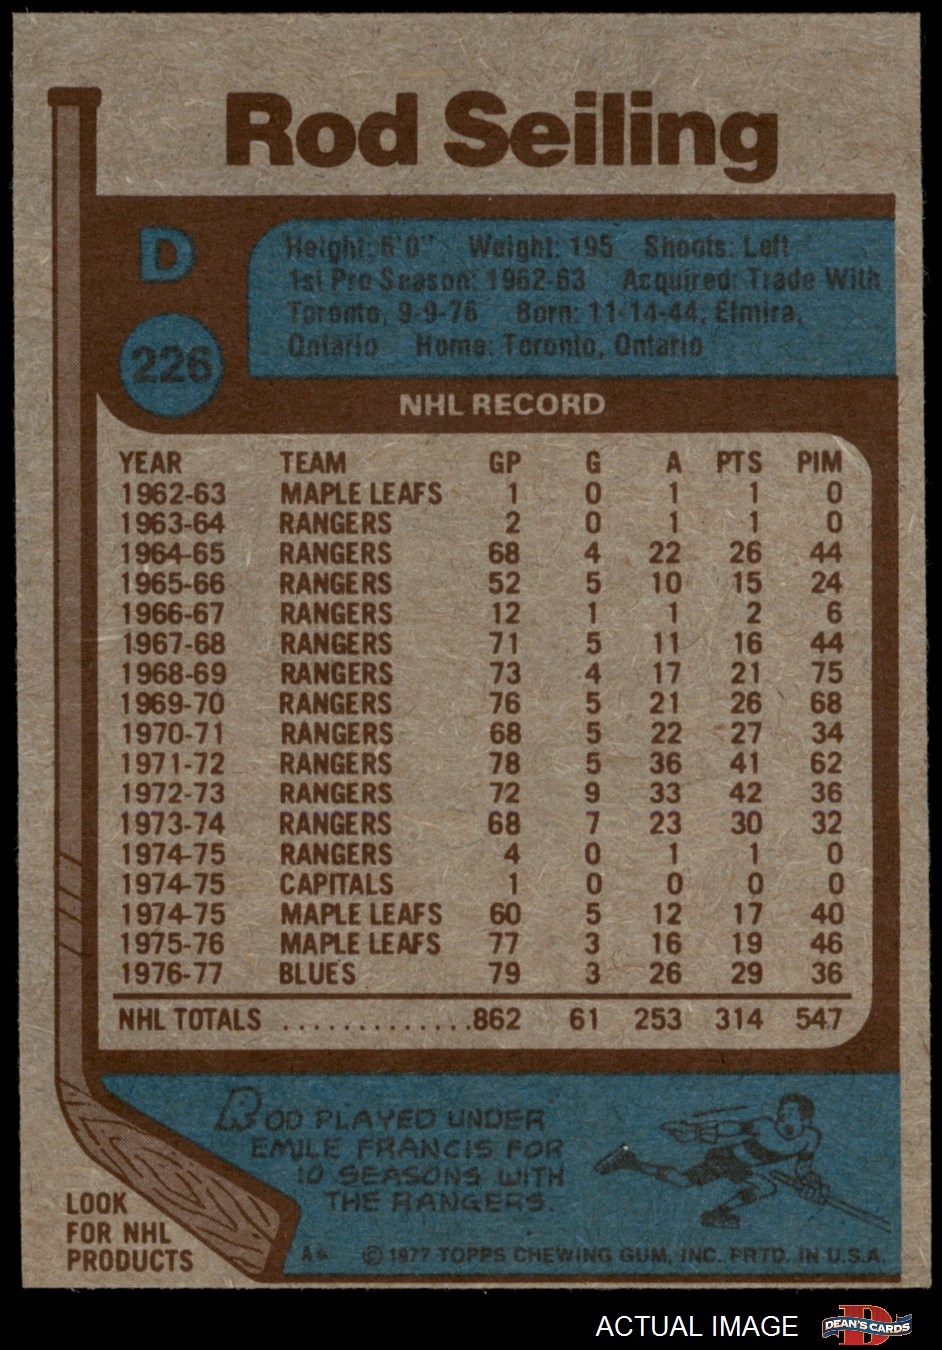 Rod Seiling
D
226
Height: 6'0" Weight: 195 Shoots: Left
1st Pro Season: 1962-63 Acquired: Trade With
Toronto, 9-9-76 Born: 11-14-44, Elmira,
Ontario Home: Toronto, Ontario
NHL RECORD
YEAR TEAM GP G A PTS PIM
1962-63 MAPLE LEAFS 1 0 1 1 0
1963-64 RANGERS 2 0 1 1 0
1964-65 RANGERS 68 4 22 26 44
1965-66 RANGERS 52 5 10 15 24
1966-67 RANGERS 12 1 1 2 6
1967-68 RANGERS 71 5 11 16 44
1968-69 RANGERS 73 4 17 21 75
1969-70 RANGERS 76 5 21 26 68
1970-71 RANGERS 68 5 22 27 34
1971-72 RANGERS 78 5 36 41 62
1972-73 RANGERS 72 9 33 42 36
1973-74 RANGERS 68 7 23 30 32
1974-75 RANGERS 4 0 1 1 0
1974-75 CAPITALS 1 0 0 0 0
1974-75 MAPLE LEAFS 60 5 12 17 40
1975-76 MAPLE LEAFS 77 3 16 19 46
1976-77 BLUES 79 3 26 29 36
NHL TOTALS .............862 61 253 314 547
ROD PLAYED UNDER
EMILE FRANCIS FOR
10 SEASONS WITH
THE RANGERS.
LOOK
FOR NHL
PRODUCTS
A* © 1977 TOPPS CHEWING GUM, INC. PRTD. IN U.S.A.
ACTUAL IMAGE
D
DEAN'S CARDS